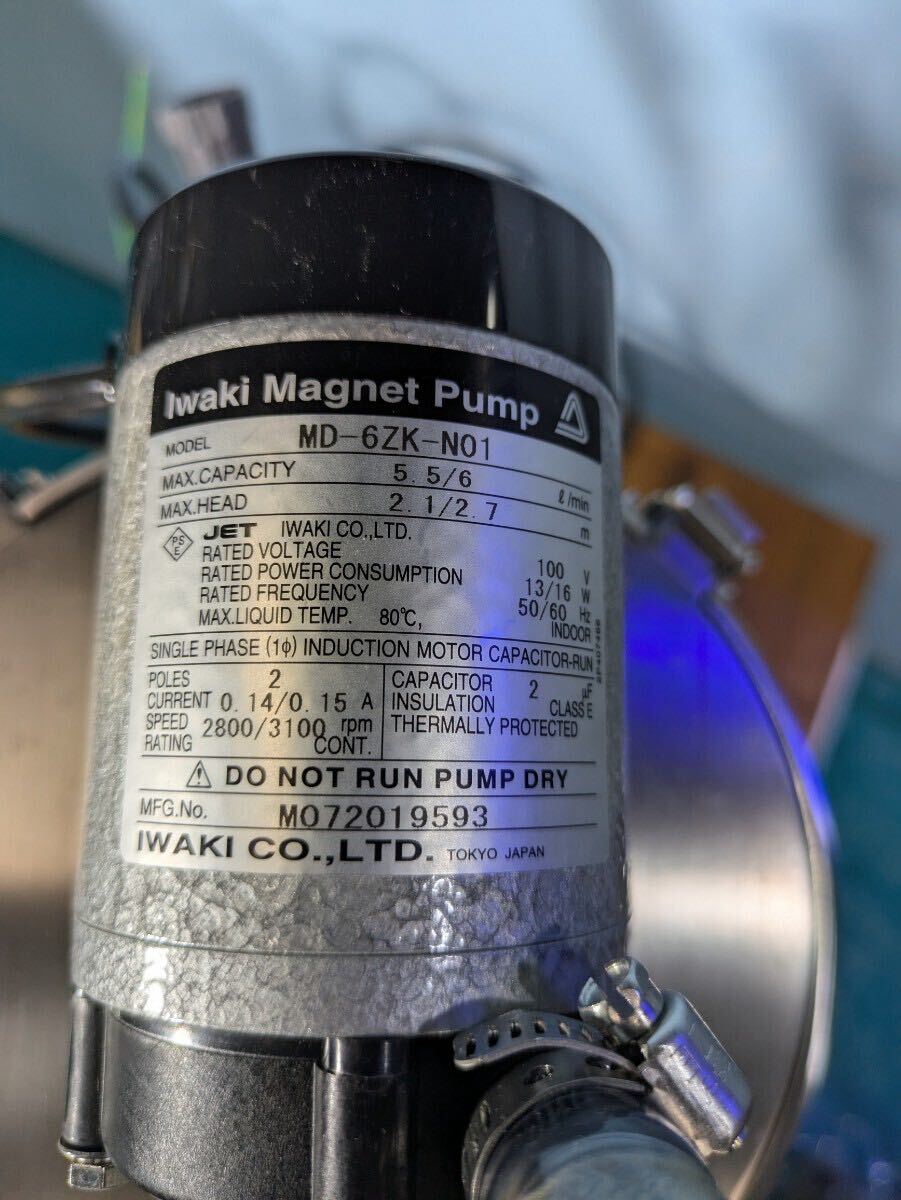 Iwaki Magnet Pump
MODEL MD-6ZK-N01
MAX.CAPACITY 5.5/6 ℓ/min
MAX.HEAD 2.1/2.7 m
PS E JET IWAKI CO.,LTD.
RATED VOLTAGE 100 V
RATED POWER CONSUMPTION 13/16 W
RATED FREQUENCY 50/60 Hz
MAX.LIQUID TEMP. 80℃, INDOOR
SINGLE PHASE (1ϕ) INDUCTION MOTOR CAPACITOR-RUN
POLES 2 CAPACITOR 2 μF
CURRENT 0.14/0.15 A INSULATION CLASS E
SPEED 2800/3100 rpm THERMALLY PROTECTED
RATING CONT.
⚠ DO NOT RUN PUMP DRY
MFG.No. M072019593
IWAKI CO.,LTD. TOKYO JAPAN